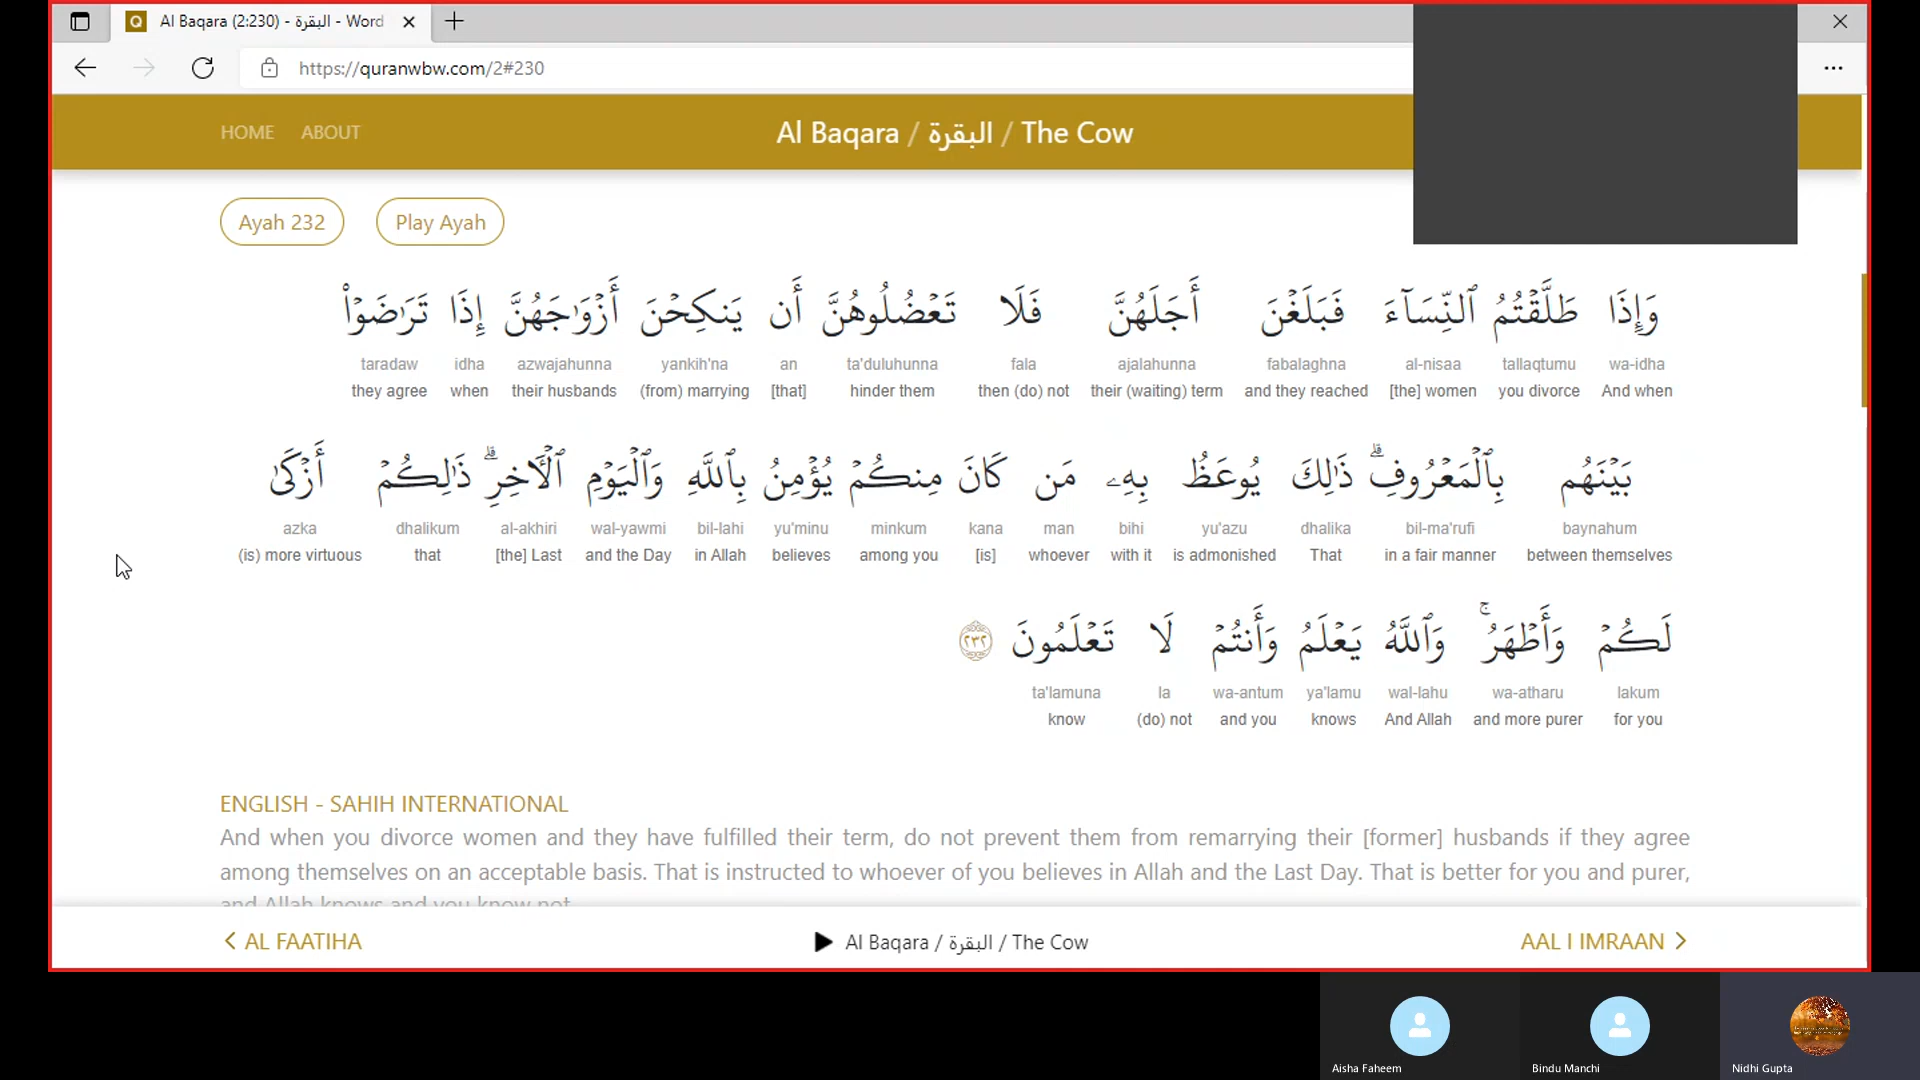 Al Baqara (2:230) - البقرة - Word
https://quranwbw.com/2#230
HOME ABOUT
Al Baqara / البقرة / The Cow
Ayah 232 Play Ayah
وَإِذَا طَلَّقۡتُمُ ٱلنِّسَآءَ فَبَلَغۡنَ أَجَلَهُنَّ فَلَا تَعۡضُلُوهُنَّ أَن يَنكِحۡنَ أَزۡوَٰجَهُنَّ إِذَا تَرَٰضَوۡاْ
taradaw idha azwajahunna yankih'na an ta'duluhunna fala ajalahunna fabalaghna al-nisaa tallaqtumu wa-idha
they agree when their husbands (from) marrying [that] hinder them then (do) not their (waiting) term and they reached [the] women you divorce And when
بَيۡنَهُم بِٱلۡمَعۡرُوفِۗ ذَٰلِكَ يُوعَظُ بِهِۦ مَن كَانَ مِنكُمۡ يُؤۡمِنُ بِٱللَّهِ وَٱلۡيَوۡمِ ٱلۡأٓخِرِۗ ذَٰلِكُمۡ أَزۡكَىٰ
azka dhalikum al-akhiri wal-yawmi bil-lahi yu'minu minkum kana man bihi yu'azu dhalika bil-ma'rufi baynahum
(is) more virtuous that [the] Last and the Day in Allah believes among you [is] whoever with it is admonished That in a fair manner between themselves
لَكُمۡ وَأَطۡهَرُۚ وَٱللَّهُ يَعۡلَمُ وَأَنتُمۡ لَا تَعۡلَمُونَ ٢٣٢
ta'lamuna la wa-antum ya'lamu wal-lahu wa-atharu lakum
know (do) not and you knows And Allah and more purer for you
ENGLISH - SAHIH INTERNATIONAL
And when you divorce women and they have fulfilled their term, do not prevent them from remarrying their [former] husbands if they agree
among themselves on an acceptable basis. That is instructed to whoever of you believes in Allah and the Last Day. That is better for you and purer,
and Allah knows and you know not.
AL FAATIHA Al Baqara / البقرة / The Cow AAL I IMRAAN
Aisha Faheem Bindu Manchi Nidhi Gupta